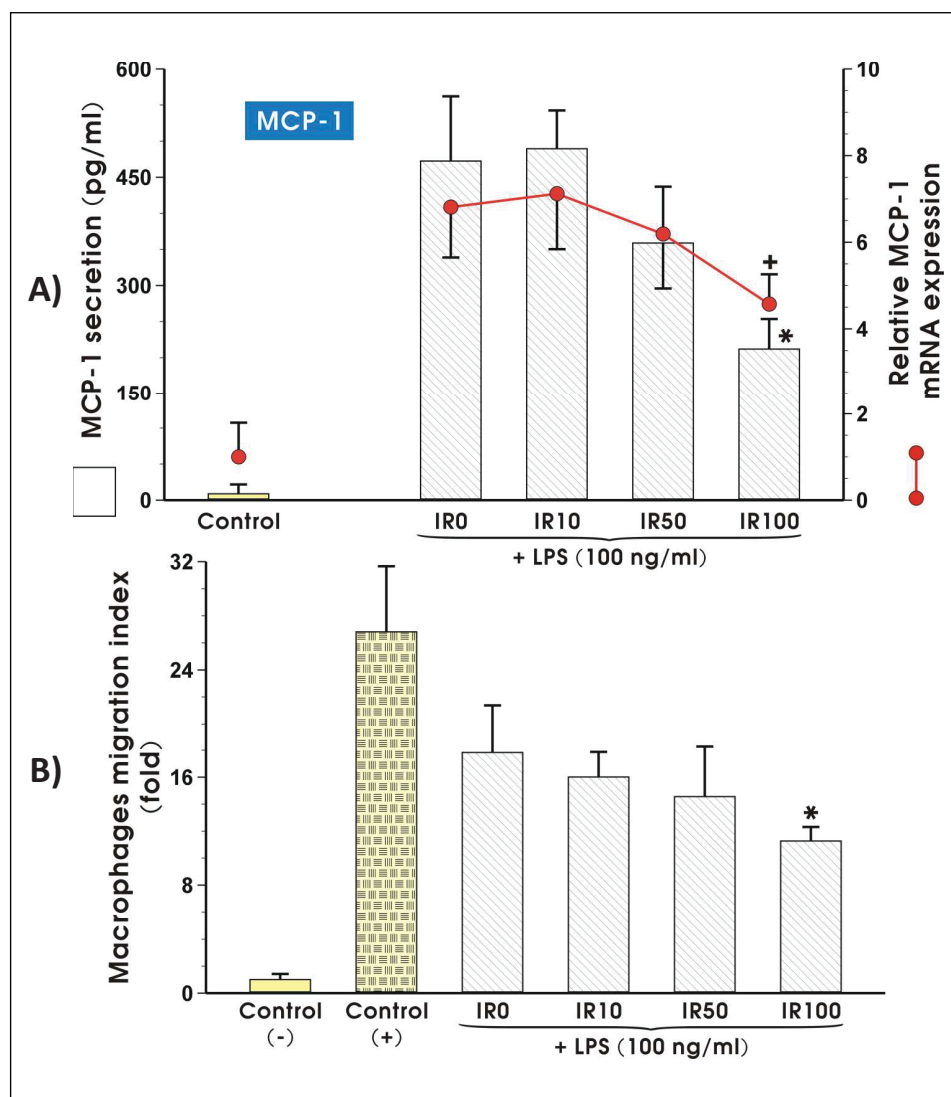 A)
MCP-1 secretion (pg/ml)
600
450
300
150
0
MCP-1
+
*
10
8
6
4
2
0
Relative MCP-1
mRNA expression
Control
IR0
IR10
IR50
IR100
+ LPS (100 ng/ml)
B)
Macrophages migration index
(fold)
32
24
16
8
0
*
Control
(-)
Control
(+)
IR0
IR10
IR50
IR100
+ LPS (100 ng/ml)